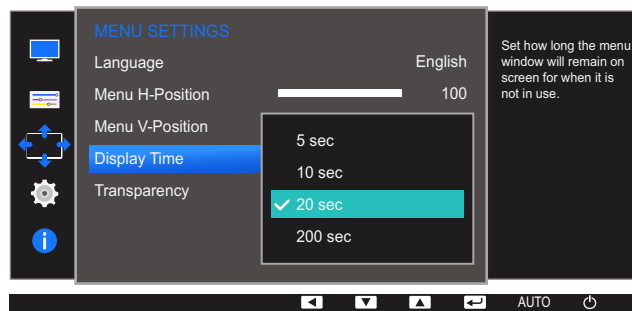 MENU SETTINGS
Language English
Menu H-Position 100
Menu V-Position
Display Time
Transparency
5 sec
10 sec
20 sec
200 sec
Set how long the menu
window will remain on
screen for when it is
not in use.
AUTO